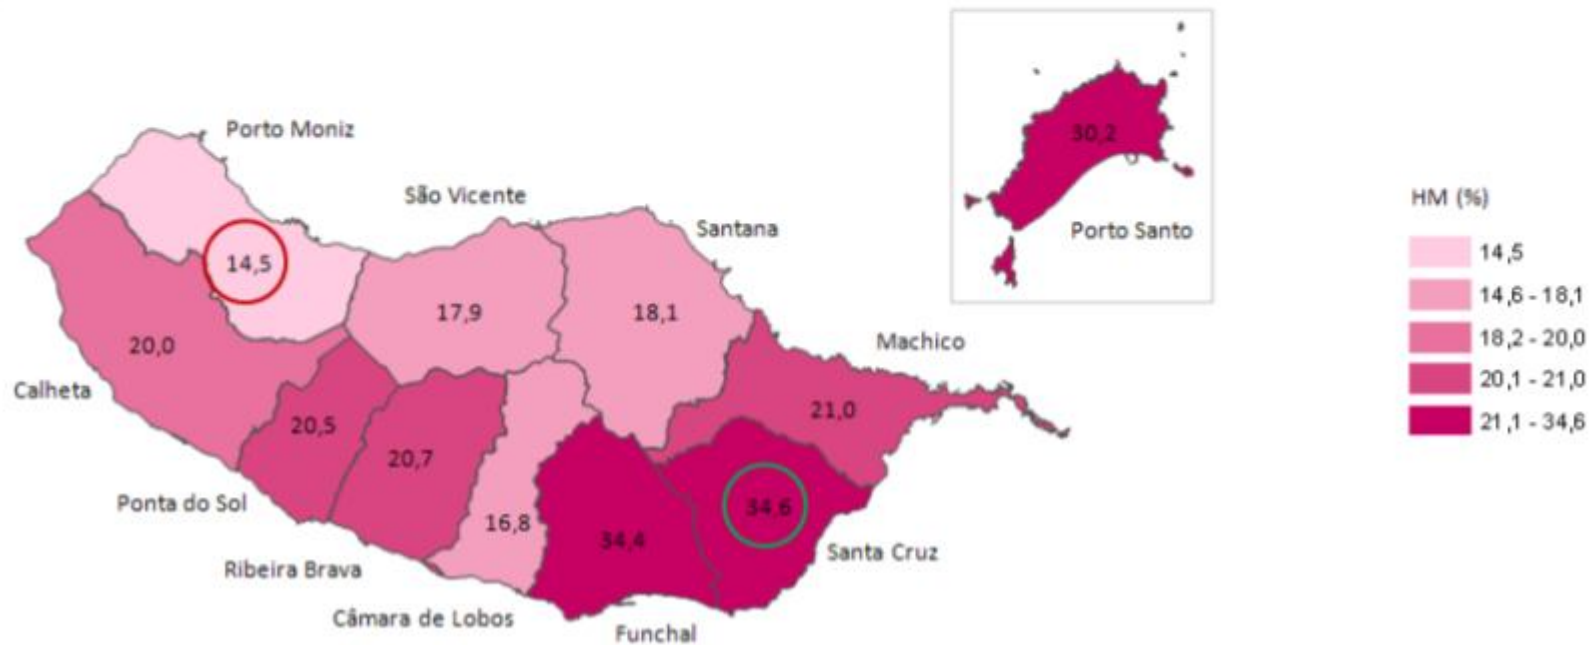 Porto Moniz
14,5
São Vicente
17,9
Santana
18,1
Machico
21,0
Calheta
20,0
Ponta do Sol
20,5
Ribeira Brava
20,7
Câmara de Lobos
16,8
Funchal
34,4
Santa Cruz
34,6
30,2
Porto Santo
HM (%)
14,5
14,6 - 18,1
18,2 - 20,0
20,1 - 21,0
21,1 - 34,6